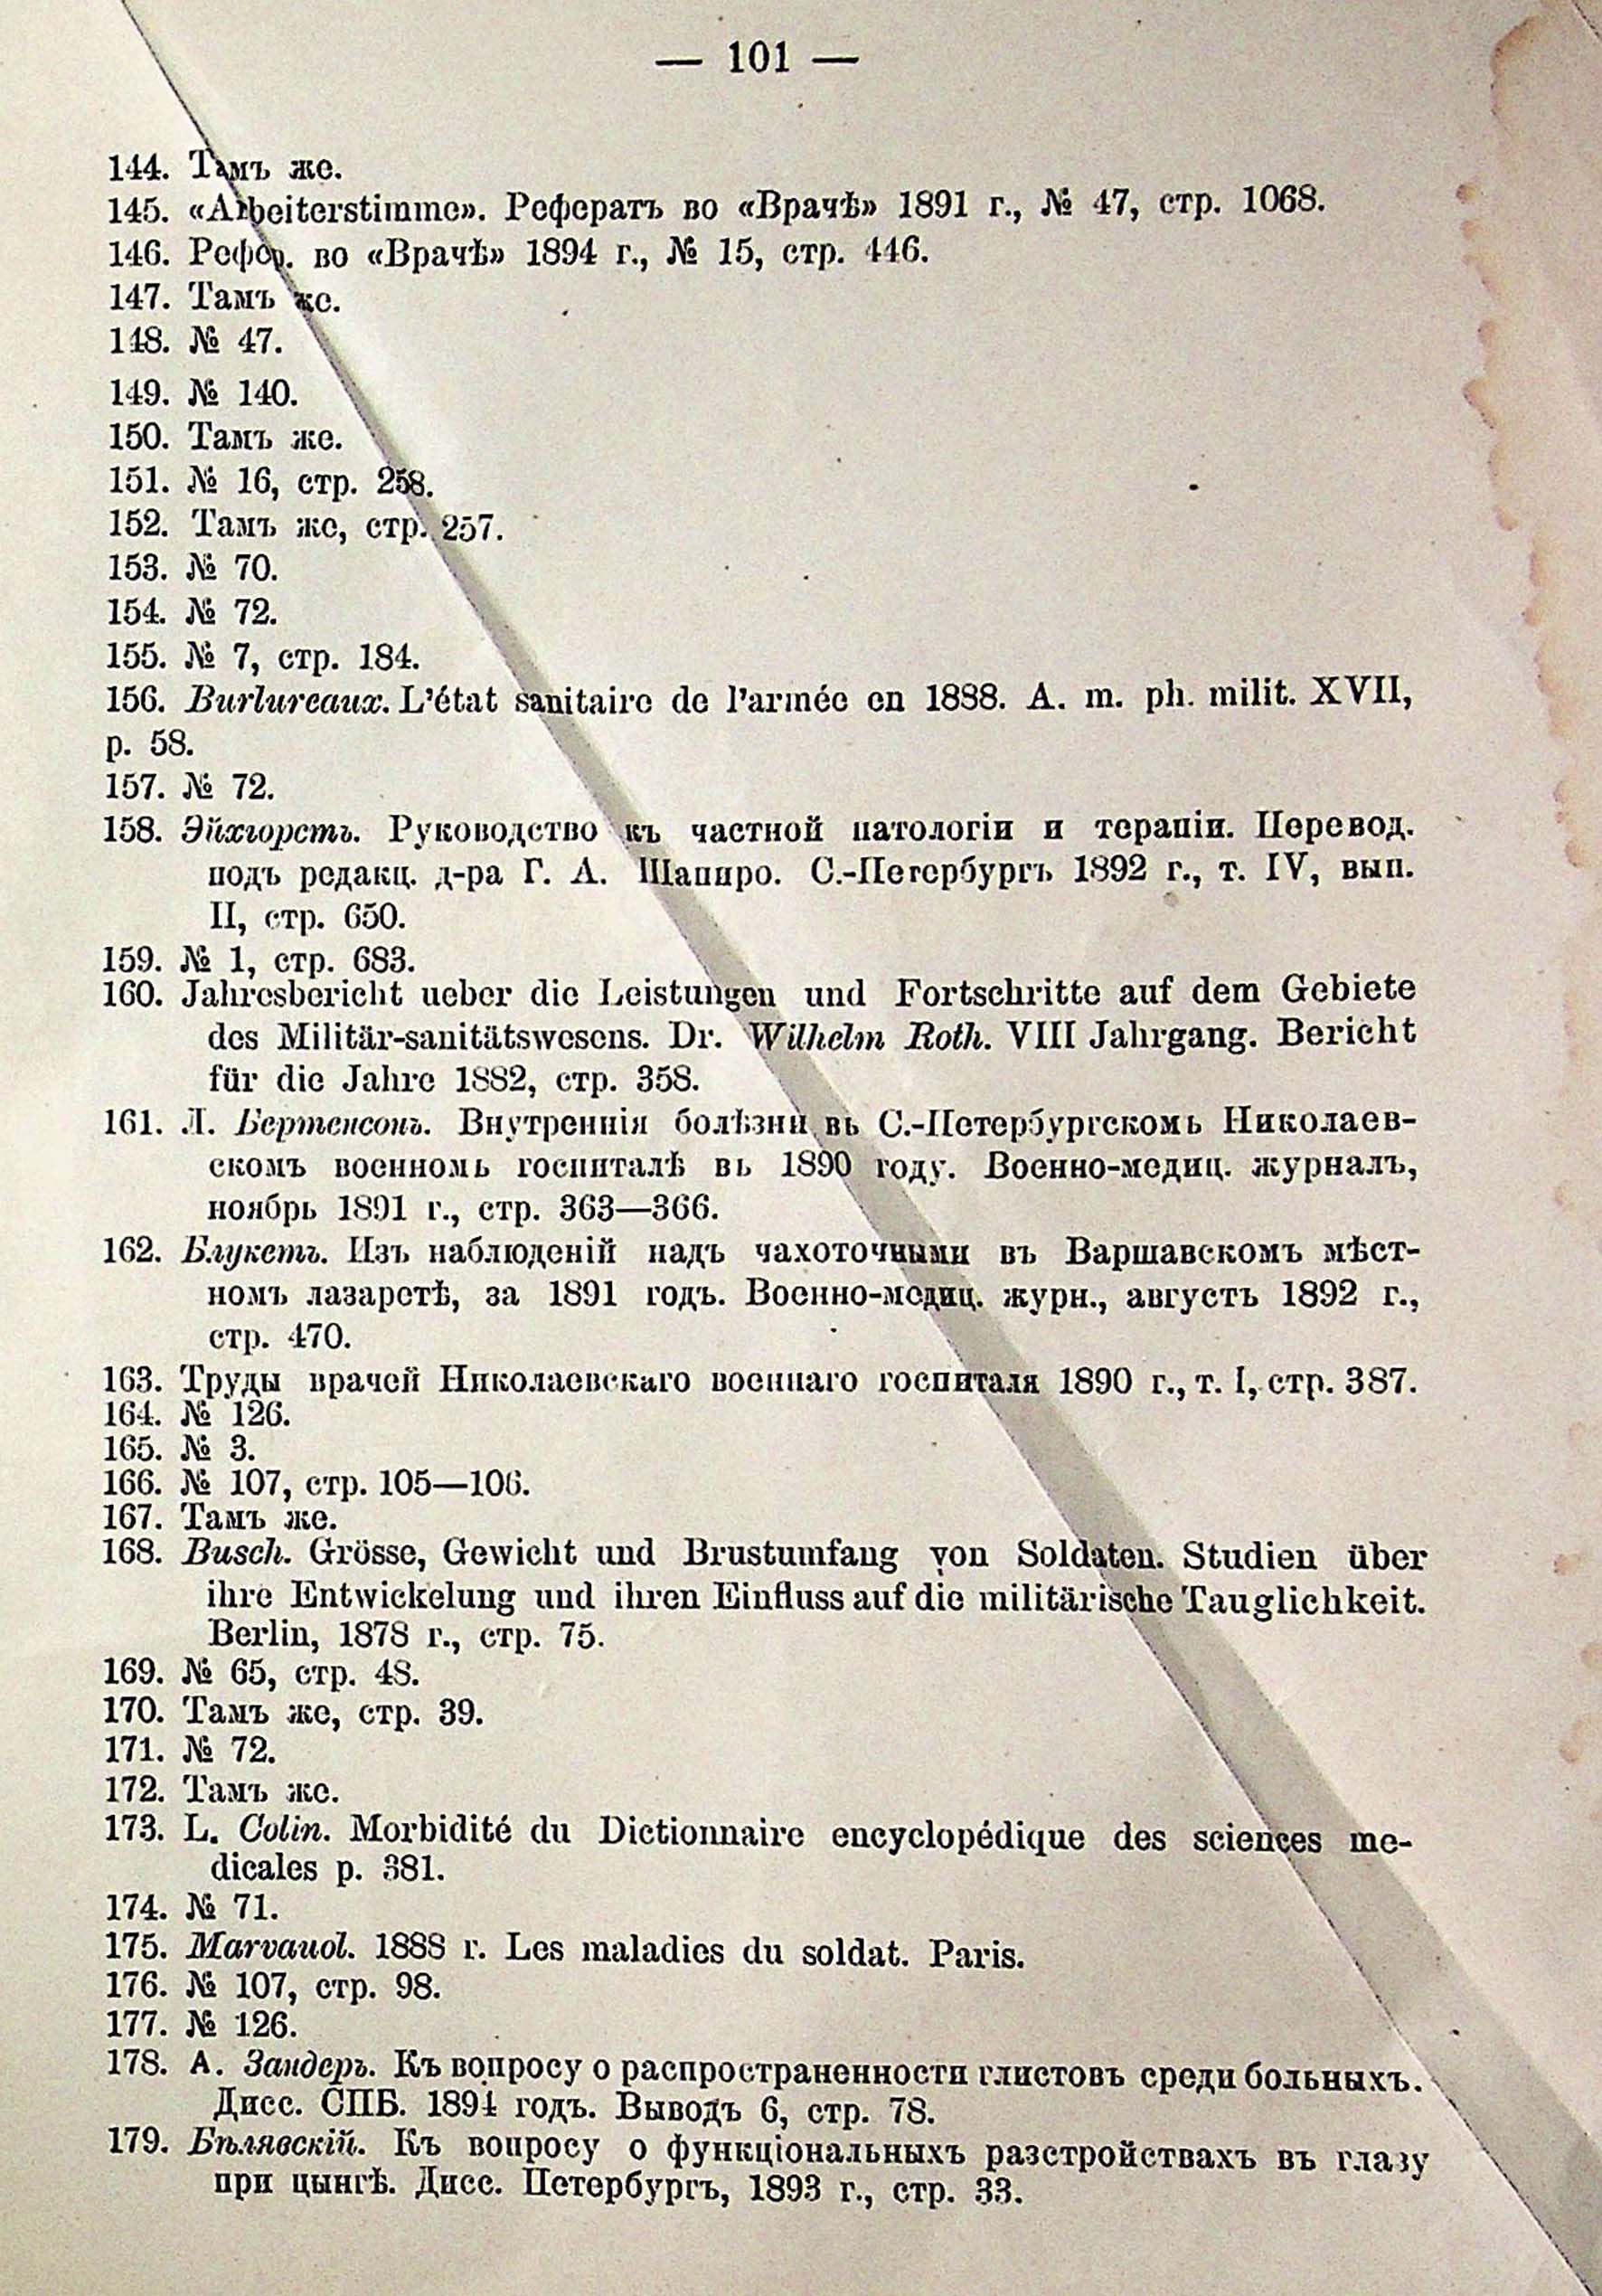 — 101 —
144. Тамъ же.
145. «Arbeiterstimme». Рефератъ во «Врачѣ» 1891 г., № 47, стр. 1068.
146. Рефер. во «Врачѣ» 1894 г., № 15, стр. 446.
147. Тамъ же.
148. № 47.
149. № 140.
150. Тамъ же.
151. № 16, стр. 258.
152. Тамъ же, стр. 257.
153. № 70.
154. № 72.
155. № 7, стр. 184.
156. Burlureaux. L'état sanitaire de l'armée en 1888. A. m. ph. milit. XVII,
p. 58.
157. № 72.
158. Эйхгорстъ. Руководство къ частной патологіи и терапіи. Перевод.
подъ редакц. д-ра Г. А. Шапиро. С.-Петербургъ 1892 г., т. IV, вып.
II, стр. 650.
159. № 1, стр. 683.
160. Jahresbericht ueber die Leistungen und Fortschritte auf dem Gebiete
des Militär-sanitätswesens. Dr. Wilhelm Roth. VIII Jahrgang. Bericht
für die Jahre 1882, стр. 358.
161. Л. Бертенсонъ. Внутреннія болѣзни въ С.-Петербургскомъ Николаев-
скомъ военномъ госпиталѣ въ 1890 году. Военно-медиц. журналъ,
ноябрь 1891 г., стр. 363—366.
162. Блукетъ. Изъ наблюденій надъ чахоточными въ Варшавскомъ мѣст-
номъ лазаретѣ, за 1891 годъ. Военно-медиц. журн., августъ 1892 г.,
стр. 470.
163. Труды врачей Николаевскаго военнаго госпиталя 1890 г., т. I, стр. 387.
164. № 126.
165. № 3.
166. № 107, стр. 105—106.
167. Тамъ же.
168. Busch. Grösse, Gewicht und Brustumfang von Soldaten. Studien über
ihre Entwickelung und ihren Einfluss auf die militärische Tauglichkeit.
Berlin, 1878 г., стр. 75.
169. № 65, стр. 48.
170. Тамъ же, стр. 39.
171. № 72.
172. Тамъ же.
173. L. Colin. Morbidité du Dictionnaire encyclopédique des sciences me-
dicales p. 381.
174. № 71.
175. Marvauol. 1888 г. Les maladies du soldat. Paris.
176. № 107, стр. 98.
177. № 126.
178. А. Зандеръ. Къ вопросу о распространенности глистовъ среди больныхъ.
Дисс. СПБ. 1894 годъ. Выводъ 6, стр. 78.
179. Бѣлявскій. Къ вопросу о функціональныхъ разстройствахъ въ глазу
при цынгѣ. Дисс. Петербургъ, 1893 г., стр. 33.